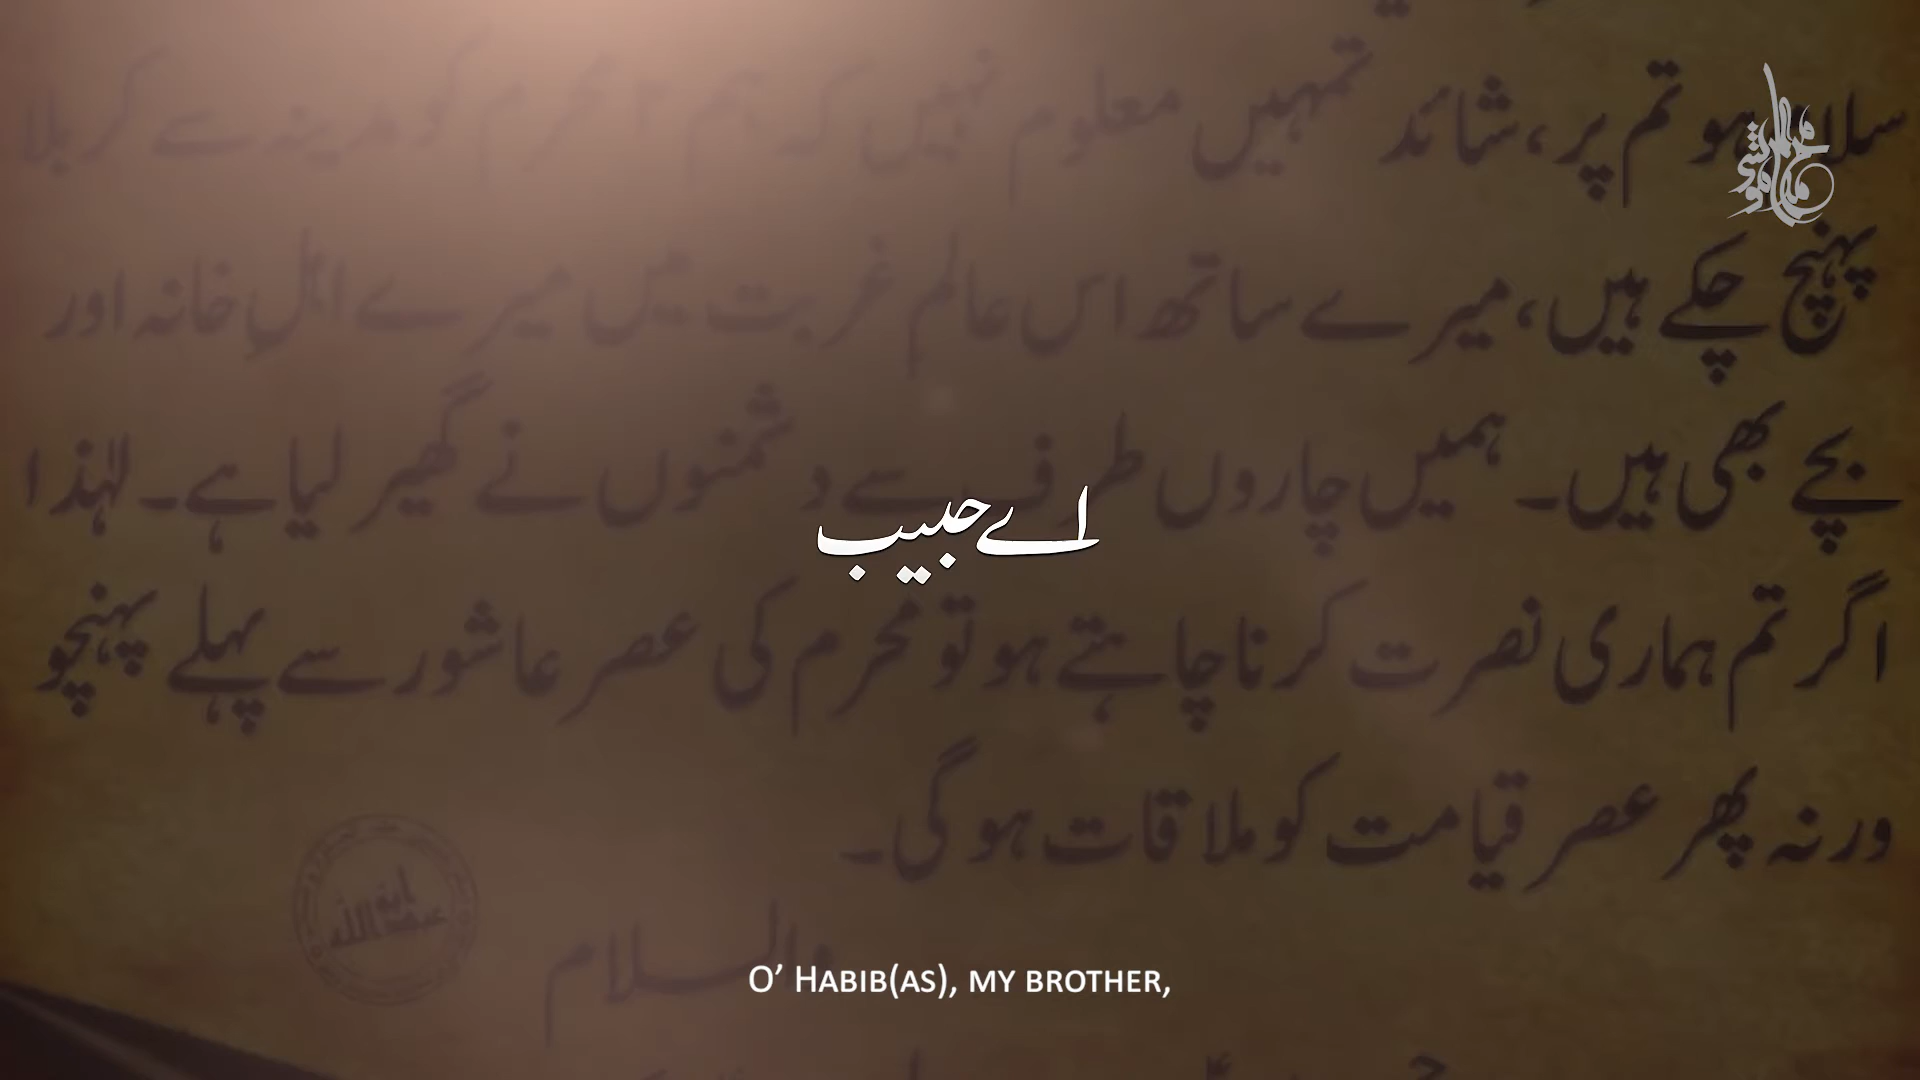 سلام ہو تم پر، شائد تمہیں معلوم نہیں کہ ہم ۲ محرم کو مدینہ سے کربلا
پہنچ چکے ہیں، میرے ساتھ اس عالم غربت میں میرے اہلِ خانہ اور
بچے بھی ہیں۔ ہمیں چاروں طرف سے دشمنوں نے گھیر لیا ہے۔ لہٰذا
اے حبیب
اگر تم ہماری نصرت کرنا چاہتے ہو تو محرم کی عصر عاشور سے پہلے پہنچو
ورنہ پھر عصر قیامت کو ملاقات ہو گی۔
والسلام
O’ Habib(as), my brother,